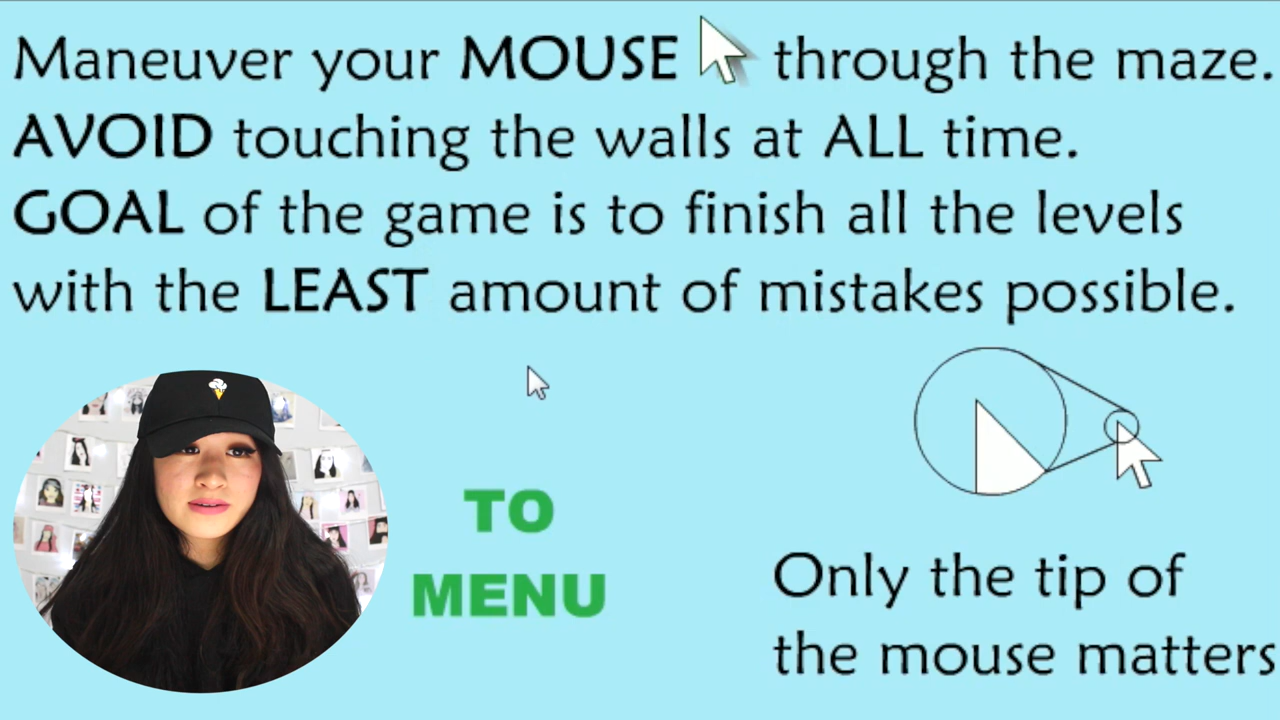 Maneuver your MOUSE through the maze.
AVOID touching the walls at ALL time.
GOAL of the game is to finish all the levels
with the LEAST amount of mistakes possible.
TO
MENU
Only the tip of
the mouse matters